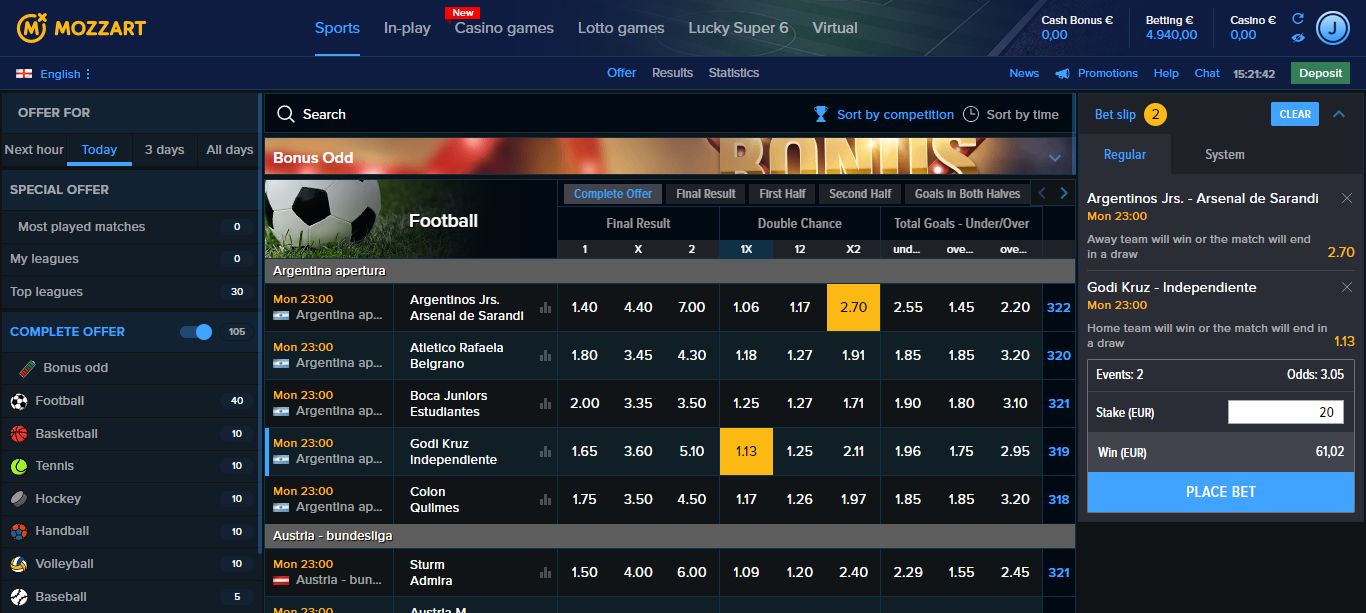 MOZZART
Sports
In-play
New
Casino games
Lotto games
Lucky Super 6
Virtual
Cash Bonus €
0,00
Betting €
4.940,00
Casino €
0,00
J
English
Offer
Results
Statistics
News
Promotions
Help
Chat
15:21:42
Deposit
OFFER FOR
Next hour
Today
3 days
All days
SPECIAL OFFER
Most played matches 0
My leagues 0
Top leagues 30
COMPLETE OFFER 105
Bonus odd
Football 40
Basketball 10
Tennis 10
Hockey 10
Handball 10
Volleyball 10
Baseball 5
Search
Sort by competition
Sort by time
Bonus Odd
BONUS
Football
Complete Offer
Final Result
First Half
Second Half
Goals in Both Halves
Final Result
Double Chance
Total Goals - Under/Over
1 X 2 1X 12 X2 und... ove... ove...
Argentina apertura
Mon 23:00
Argentina ap...
Argentinos Jrs.
Arsenal de Sarandi
1.40 4.40 7.00 1.06 1.17 2.70 2.55 1.45 2.20 322
Mon 23:00
Argentina ap...
Atletico Rafaela
Belgrano
1.80 3.45 4.30 1.18 1.27 1.91 1.85 1.85 3.20 320
Mon 23:00
Argentina ap...
Boca Juniors
Estudiantes
2.00 3.35 3.50 1.25 1.27 1.71 1.90 1.80 3.10 321
Mon 23:00
Argentina ap...
Godi Kruz
Independiente
1.65 3.60 5.10 1.13 1.25 2.11 1.96 1.75 2.95 319
Mon 23:00
Argentina ap...
Colon
Quilmes
1.75 3.50 4.50 1.17 1.26 1.97 1.85 1.85 3.20 318
Austria - bundesliga
Mon 23:00
Austria - bun...
Sturm
Admira
1.50 4.00 6.00 1.09 1.20 2.40 2.29 1.55 2.45 321
Mon 23:00
Austria M
Bet slip 2
CLEAR
Regular
System
Argentinos Jrs. - Arsenal de Sarandi
Mon 23:00
Away team will win or the match will end
in a draw 2.70
Godi Kruz - Independiente
Mon 23:00
Home team will win or the match will end in
a draw 1.13
Events: 2 Odds: 3.05
Stake (EUR) 20
Win (EUR) 61,02
PLACE BET